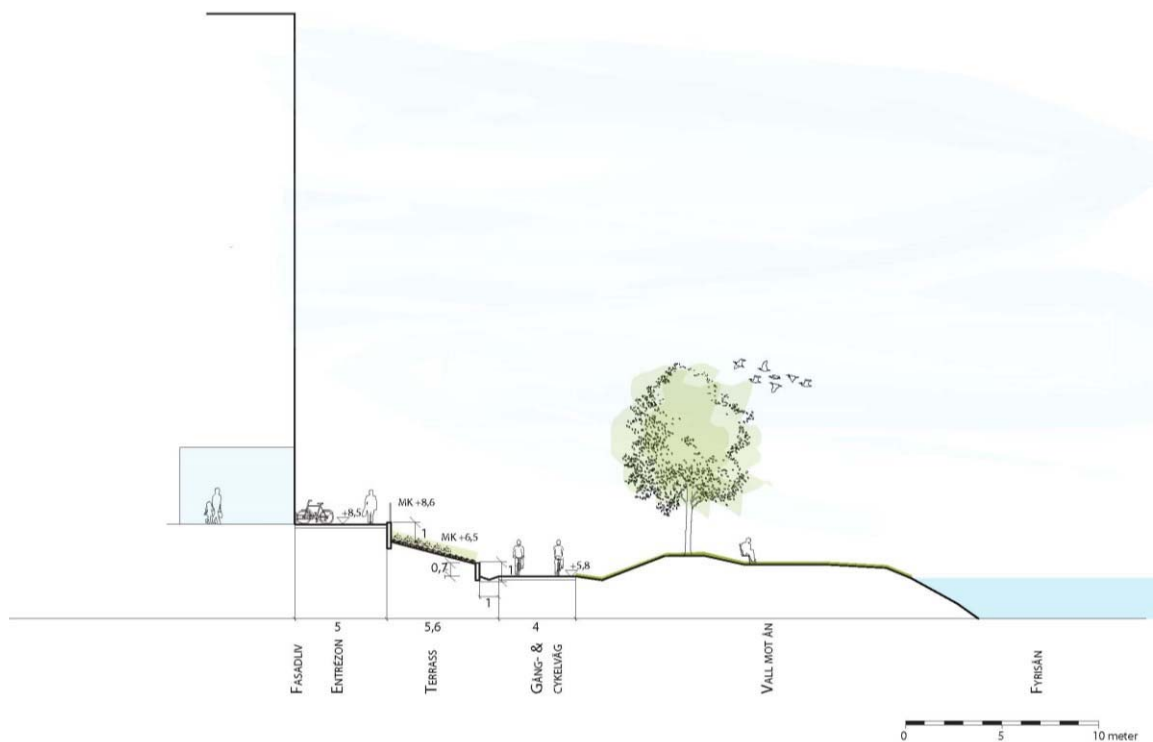 MK +8,6
+8,5
1
MK +6,5
0,7
1
+5,8
1
5
5,6
4
FASADLIV
ENTRÉZON
TERRASS
GÅNG- &
CYKELVÄG
VALL MOT ÅN
FYRISÅN
0 5 10 meter